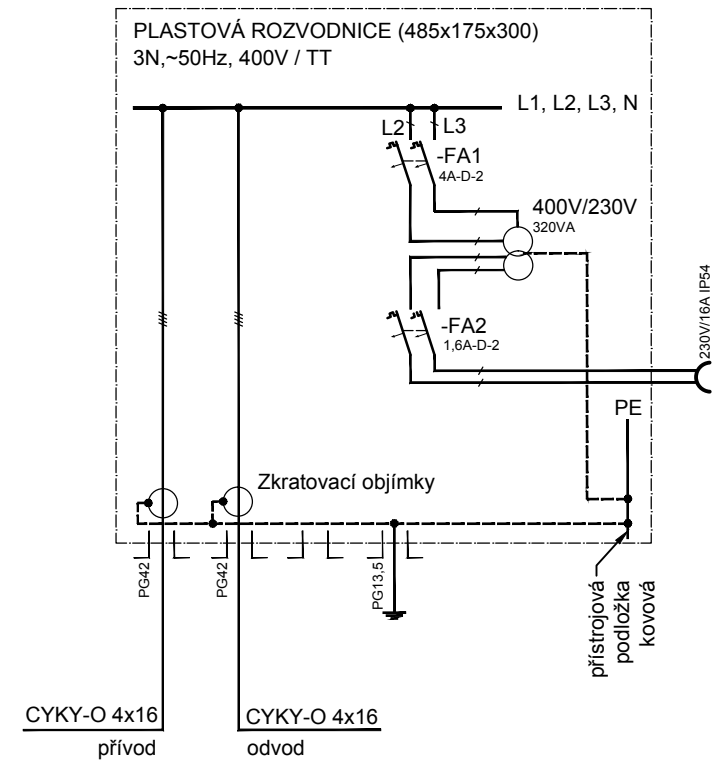 PLASTOVÁ ROZVODNICE (485x175x300)
3N,~50Hz, 400V / TT
L1, L2, L3, N
L2
L3
-FA1
4A-D-2
400V/230V
320VA
-FA2
1,6A-D-2
230V/16A IP54
PE
Zkratovací objímky
PG42
PG42
PG13,5
přístrojová
podložka
kovová
CYKY-O 4x16
přívod
CYKY-O 4x16
odvod